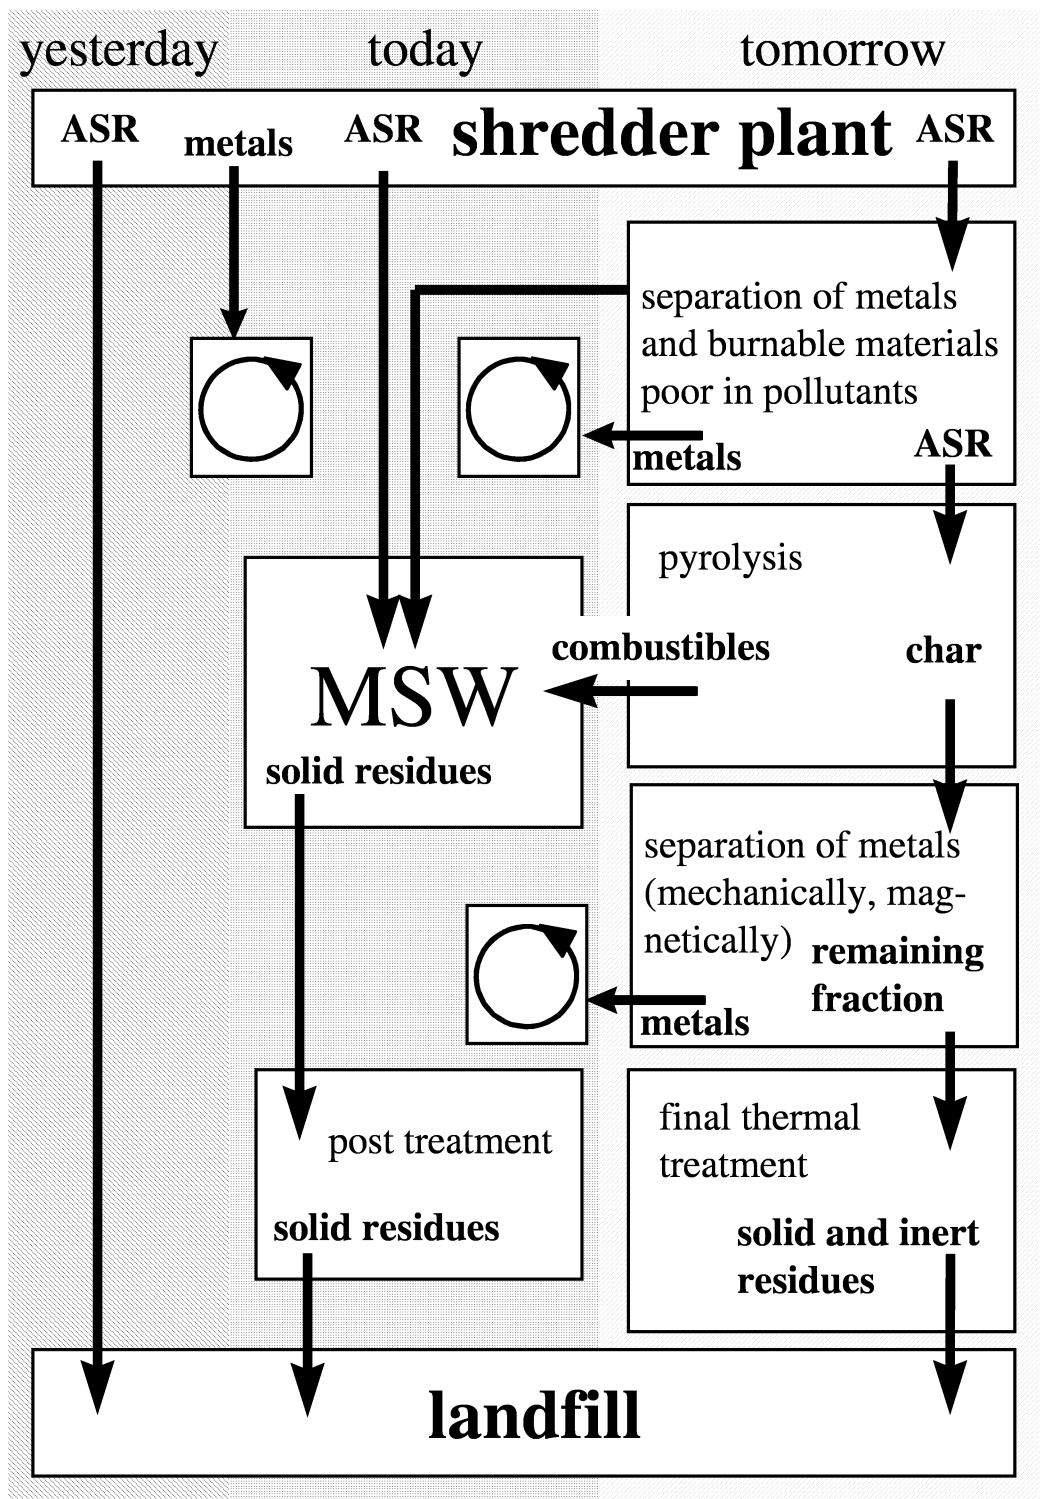 yesterday
today
tomorrow
ASR
metals
ASR
shredder plant
ASR
separation of metals
and burnable materials
poor in pollutants
ASR
metals
pyrolysis
combustibles
char
MSW
solid residues
separation of metals
(mechanically, mag-
netically)
remaining
fraction
metals
post treatment
solid residues
final thermal
treatment
solid and inert
residues
landfill